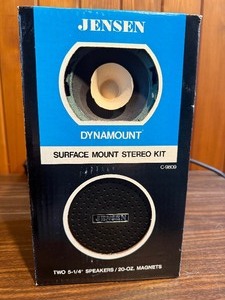 JENSEN
DYNAMOUNT
SURFACE MOUNT STEREO KIT
C-9809
JENSEN
TWO 5-1/4" SPEAKERS / 20-OZ. MAGNETS